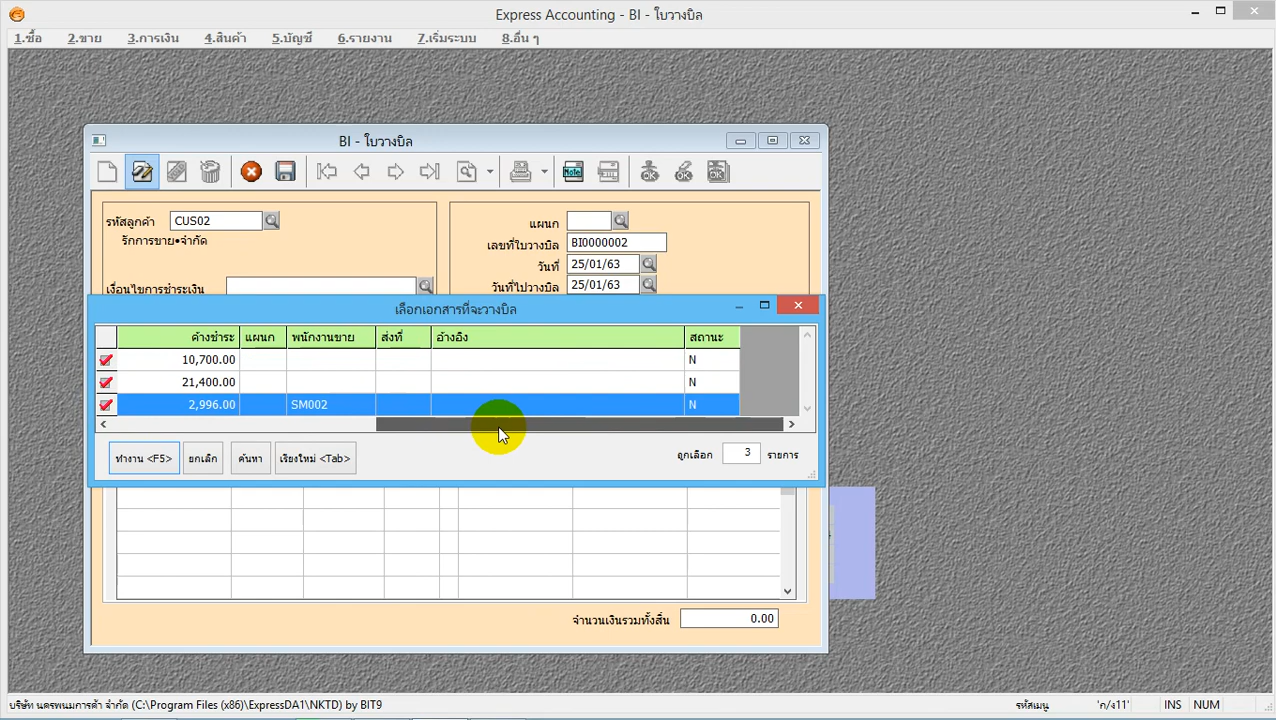 Express Accounting - BI - ใบวางบิล
1.ซื้อ 2.ขาย 3.การเงิน 4.สินค้า 5.บัญชี 6.รายงาน 7.เริ่มระบบ 8.อื่น ๆ
BI - ใบวางบิล
Note
รหัสลูกค้า CUS02
รักการขาย•จำกัด
เงื่อนไขการชำระเงิน
แผนก
เลขที่ใบวางบิล BI0000002
วันที่ 25/01/63
วันที่ไปวางบิล 25/01/63
เลือกเอกสารที่จะวางบิล
ค้างชำระ แผนก พนักงานขาย ส่งที่ อ้างอิง สถานะ
10,700.00 N
21,400.00 N
2,996.00 SM002 N
ทำงาน <F5> ยกเลิก ค้นหา เรียงใหม่ <Tab> ถูกเลือก 3 รายการ
จำนวนเงินรวมทั้งสิ้น 0.00
บริษัท นครพนมการค้า จำกัด (C:\Program Files (x86)\ExpressDA1\NKTD) by BIT9 รหัสเมนู 'ก/ง11' INS NUM